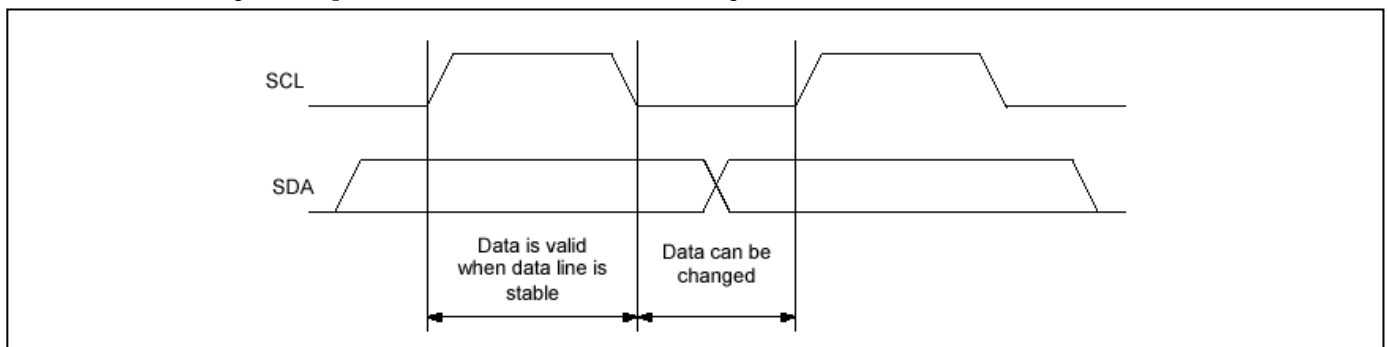 SCL
SDA
Data is valid
when data line is
stable
Data can be
changed